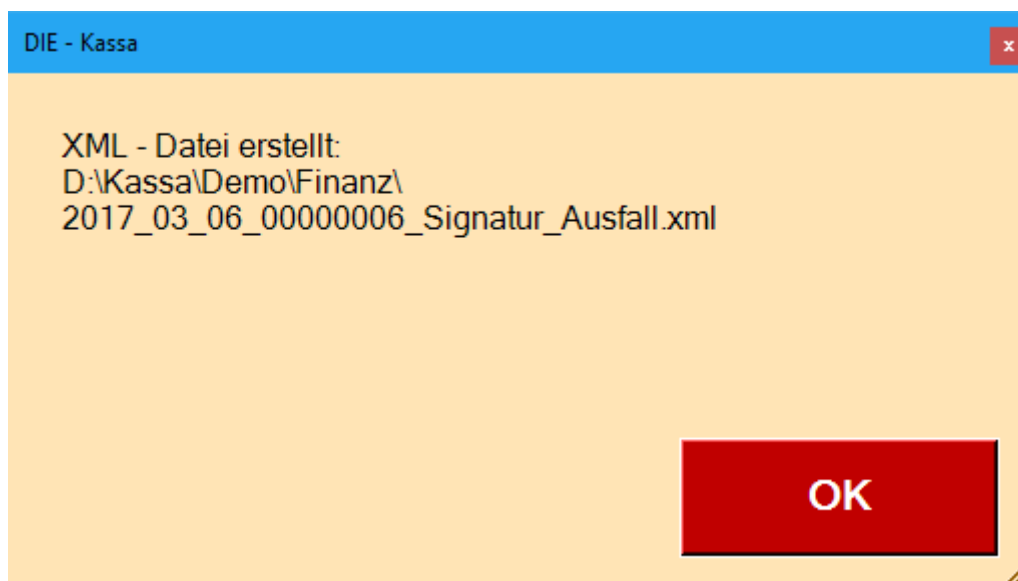 DIE - Kassa
x
XML - Datei erstellt:
D:\Kassa\Demo\Finanz\
2017_03_06_00000006_Signatur_Ausfall.xml
OK